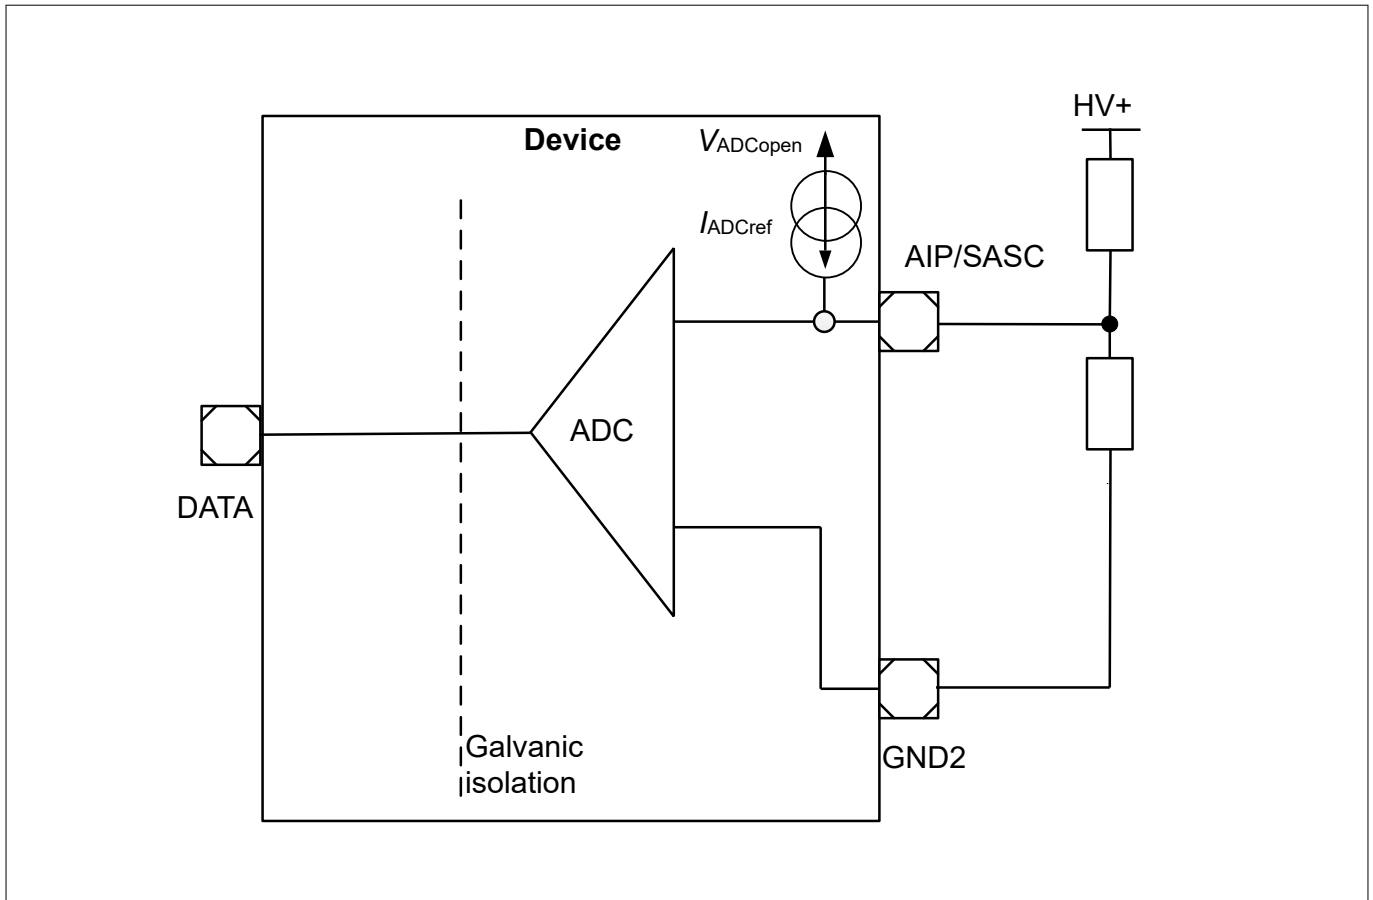 HV+
Device
VADCopen
IADCref
AIP/SASC
ADC
DATA
Galvanic
isolation
GND2